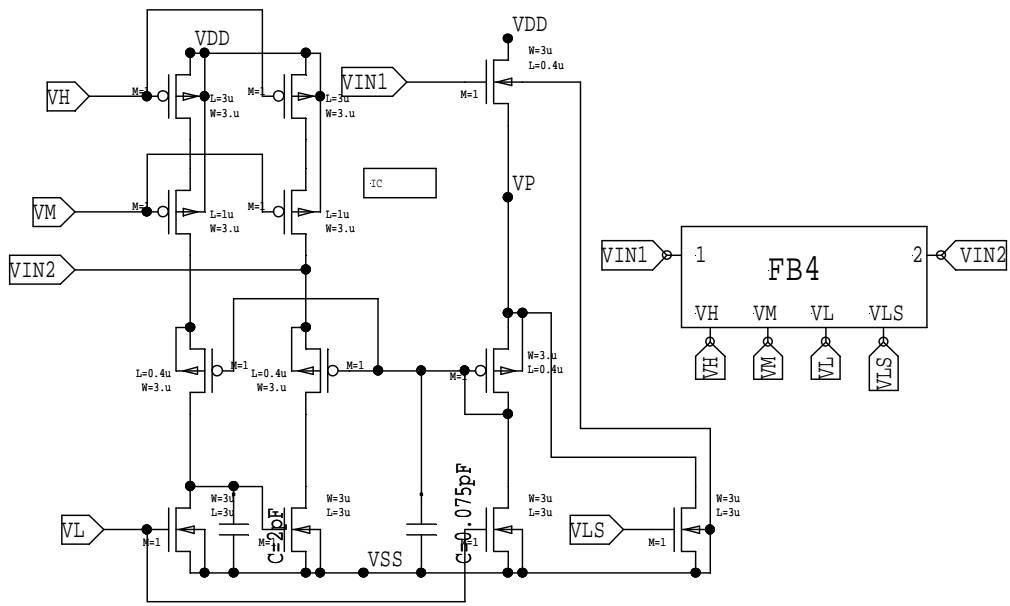 VDD
VDD
W=3u
L=0.4u
VH
M=1
L=3u
W=3.u
M=1
L=3u
W=3.u
VIN1
M=1
IC
VP
VM
M=1
L=1u
W=3.u
M=1
L=1u
W=3.u
VIN2
VIN1
1
FB4
2
VIN2
VH
VM
VL
VLS
VH
VM
VL
VLS
L=0.4u
W=3.u
M=1
L=0.4u
W=3.u
M=1
M=1
W=3.u
L=0.4u
VL
M=1
W=3u
L=3u
C=2pF
M=1
W=3u
L=3u
C=0.075pF
M=1
W=3u
L=3u
VLS
M=1
W=3u
L=3u
VSS